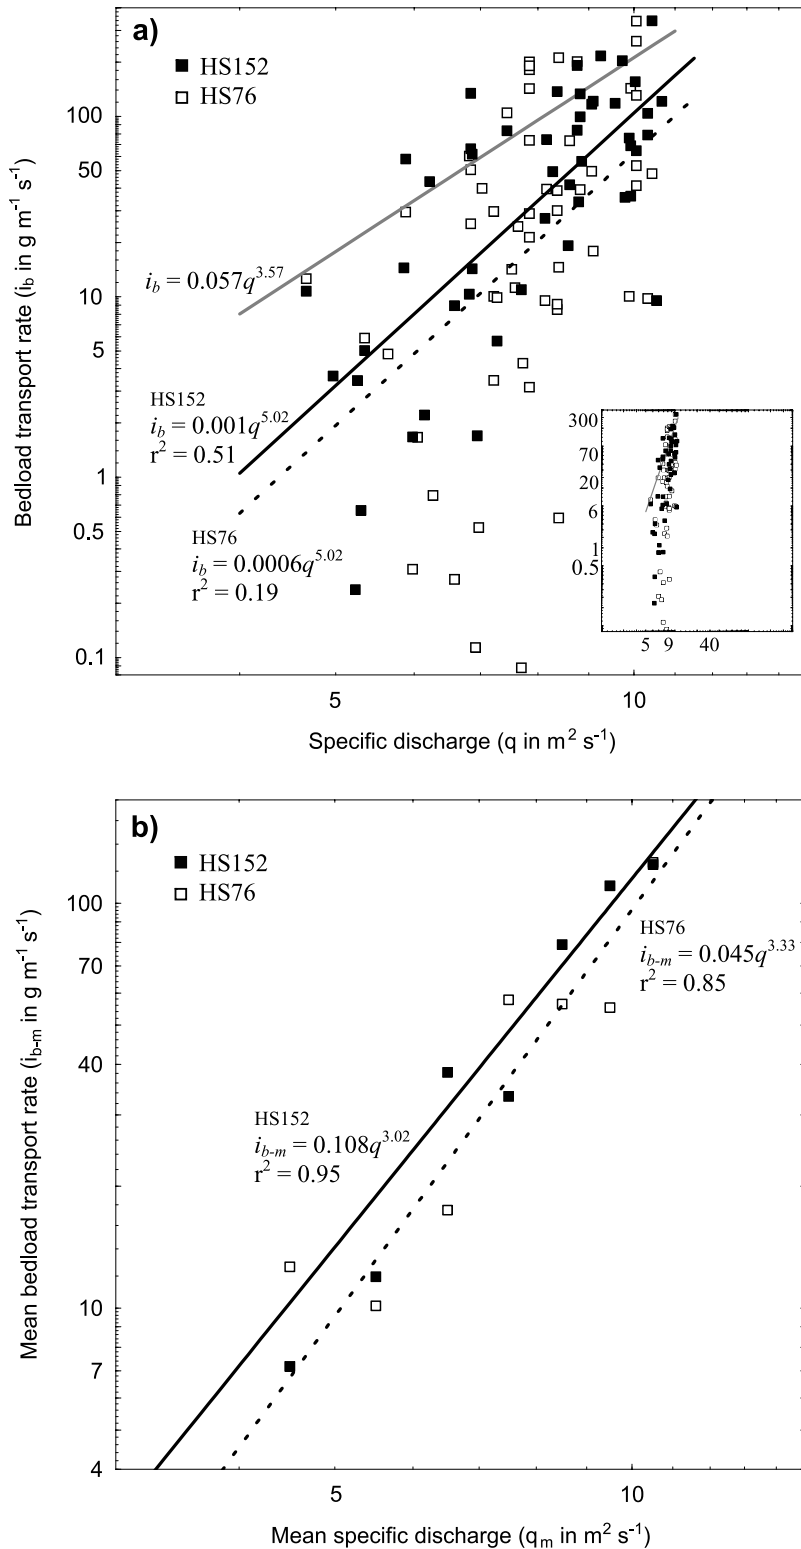 a)
HS152
HS76
100
50
10
5
1
0.5
0.1
Bedload transport rate (i_b in g m⁻¹ s⁻¹)
i_b = 0.057q^3.57
HS152
i_b = 0.001q^5.02
r² = 0.51
HS76
i_b = 0.0006q^5.02
r² = 0.19
300
70
20
6
1
0.5
5 9 40
5 10
Specific discharge (q in m² s⁻¹)
b)
HS152
HS76
100
70
40
10
7
4
Mean bedload transport rate (i_b-m in g m⁻¹ s⁻¹)
HS76
i_b-m = 0.045q^3.33
r² = 0.85
HS152
i_b-m = 0.108q^3.02
r² = 0.95
5 10
Mean specific discharge (q_m in m² s⁻¹)